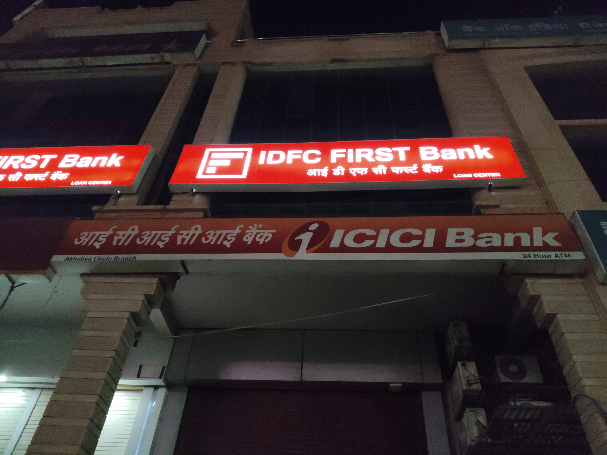 IDFC FIRST Bank
आई डी एफ सी फर्स्ट बैंक
LOAN CENTER
FIRST Bank
सी फर्स्ट बैंक
LOAN CENTER
आई सी आई सी आई बैंक ICICI Bank
24 Hour ATM